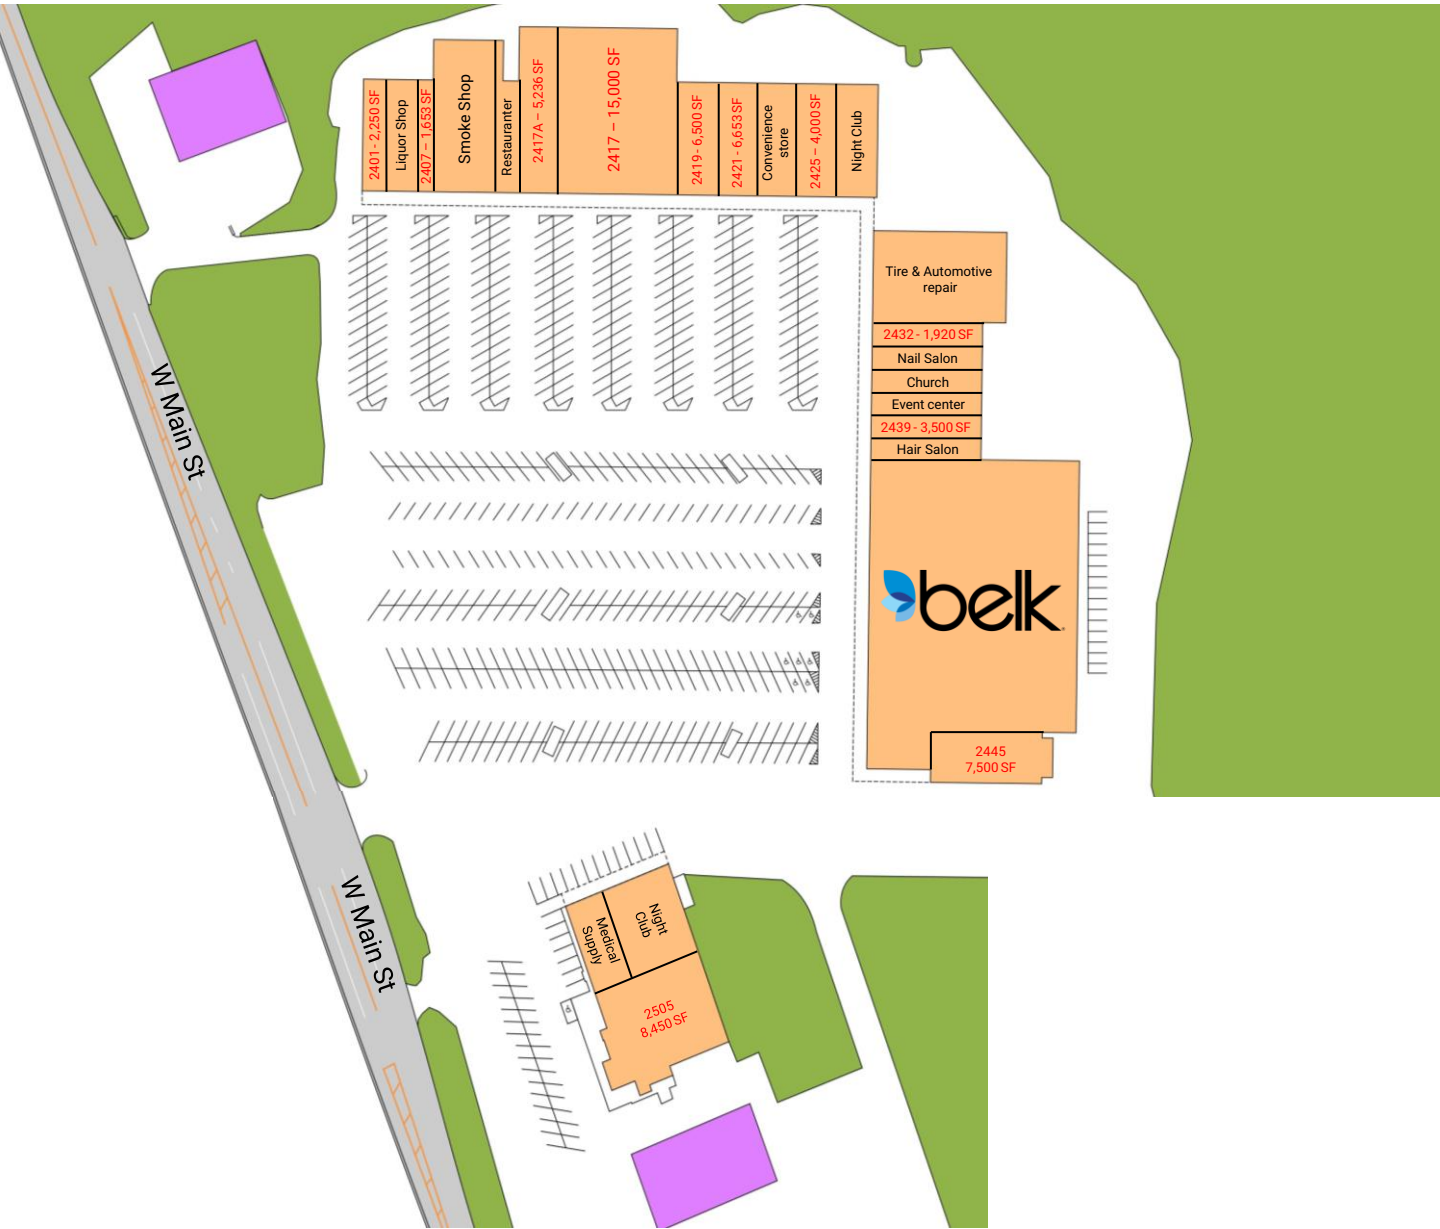 2401 - 2,250 SF
Liquor Shop
2407 – 1,653 SF
Smoke Shop
Restauranter
2417A – 5,236 SF
2417 – 15,000 SF
2419 - 6,500 SF
2421 - 6,653 SF
Convenience
store
2425 – 4,000 SF
Night Club
Tire & Automotive
repair
2432 - 1,920 SF
Nail Salon
Church
Event center
2439 - 3,500 SF
Hair Salon
W Main St
belk
2445
7,500 SF
W Main St
Night
Club
Medical
Supply
2505
8,450 SF